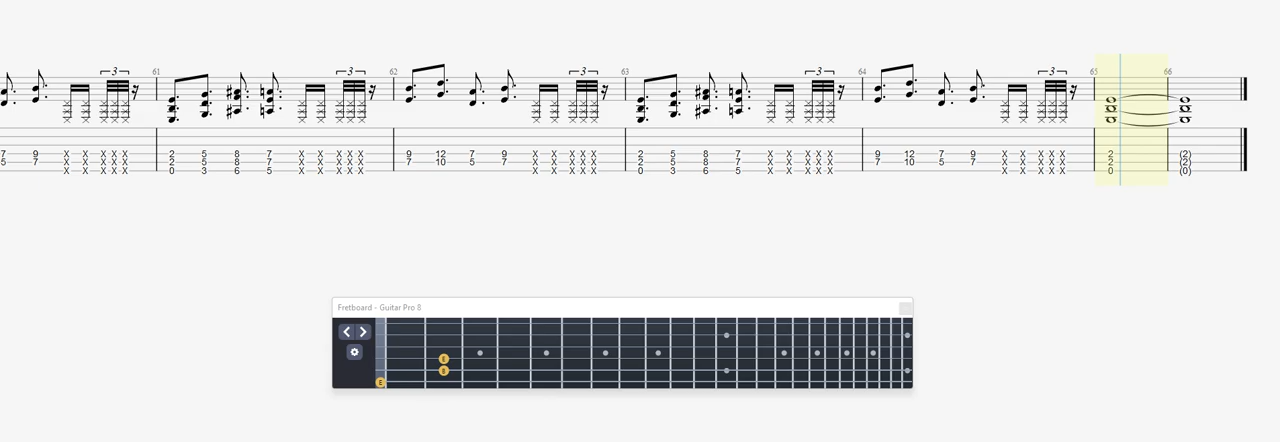 3 3 3 3 3
61 62 63 64 65 66
7 9 X X X X X 2 5 8 7 X X X X X 9 12 7 9 X X X X X 2 5 8 7 X X X X X 9 12 7 9 X X X X X 2 (2)
5 7 X X X X X 2 5 8 7 X X X X X 7 10 5 7 X X X X X 2 5 8 7 X X X X X 7 10 5 7 X X X X X 2 (2)
X X X X X 0 3 6 5 X X X X X X X X X X 0 3 6 5 X X X X X X X X X X 0 (0)
Fretboard - Guitar Pro 8
E
B
E